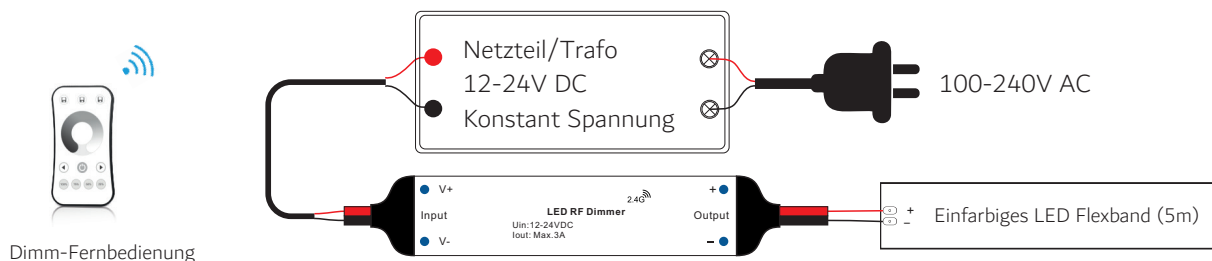 Netzteil/Trafo
12-24V DC
Konstant Spannung
100-240V AC
V+
Input
V-
LED RF Dimmer
2.4G
Uin:12-24VDC
Iout: Max.3A
+
Output
–
+
–
Einfarbiges LED Flexband (5m)
Dimm-Fernbedienung